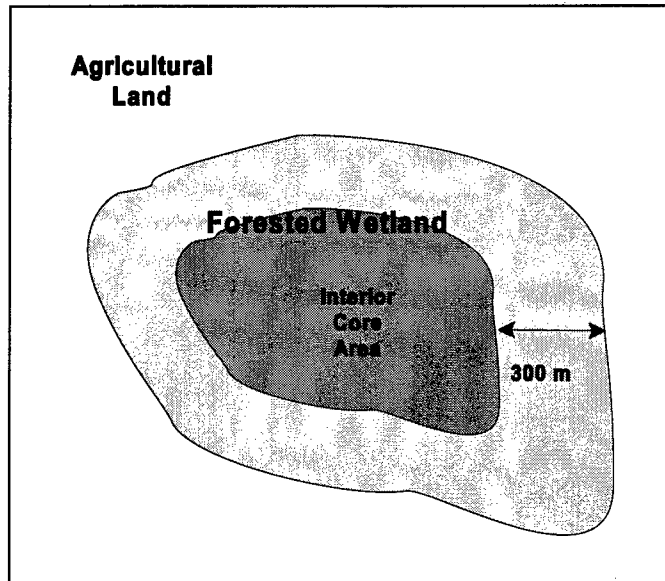 Agricultural
Land
Forested Wetland
Interior
Core
Area
300 m